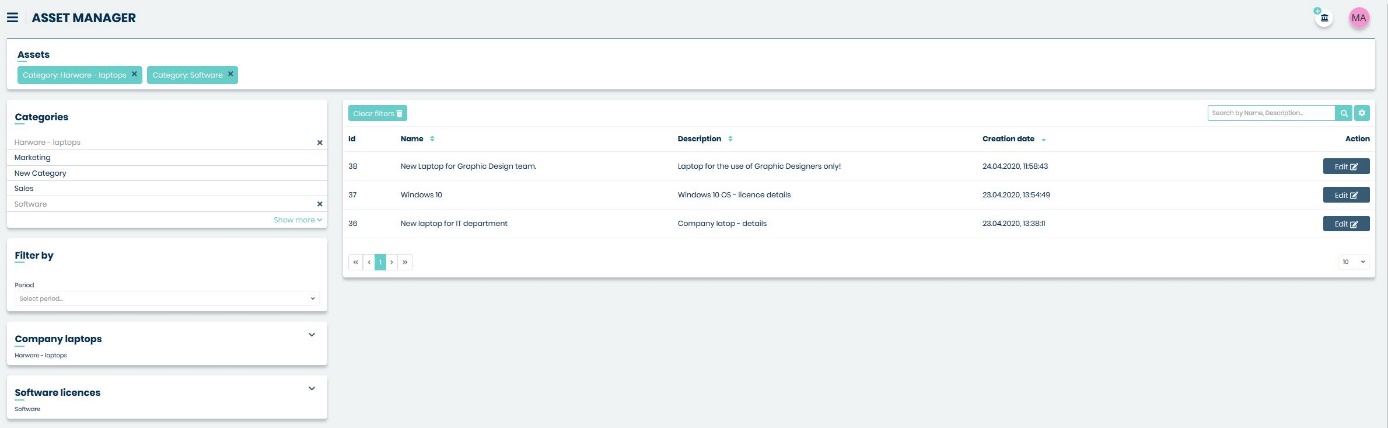 ASSET MANAGER
MA
Assets
Category: Harware - laptops
Category: Software
Categories
Harware - laptops
Marketing
New Category
Sales
Software
Show more
Filter by
Period
Select period...
Company laptops
Harware - laptops
Software licences
Software
Clear filters
Search by Name, Description...
Id Name Description Creation date Action
38 New Laptop for Graphic Design team. Laptop for the use of Graphic Designers only! 24.04.2020, 11:58:43 Edit
37 Windows 10 Windows 10 OS - licence details 23.04.2020, 13:54:49 Edit
36 New laptop for IT department Company latop - details 23.04.2020, 13:38:11 Edit
« ‹ 1 › »
10